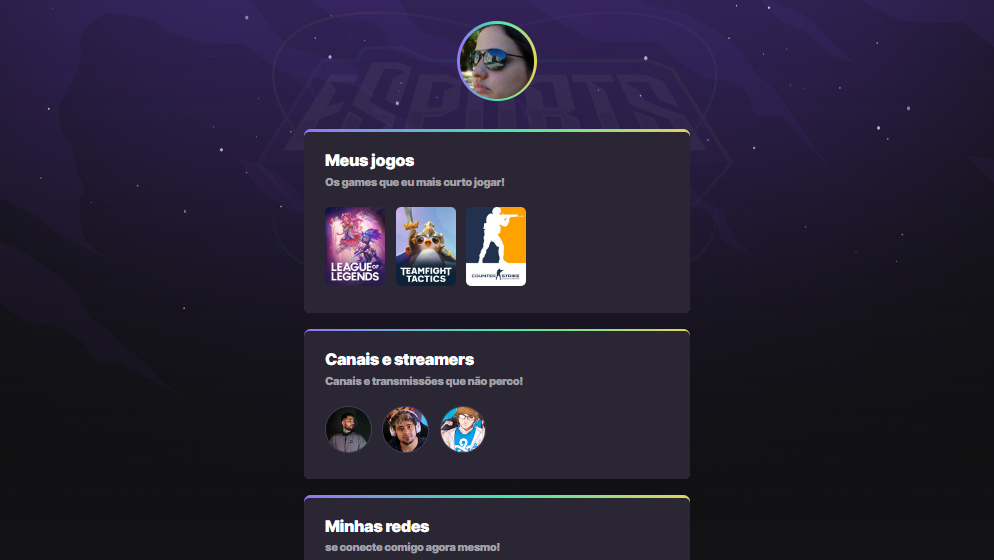 ESPORTS
Meus jogos
Os games que eu mais curto jogar!
LEAGUE OF
LEGENDS
TEAMFIGHT
TACTICS
COUNTER STRIKE
Canais e streamers
Canais e transmissões que não perco!
Minhas redes
se conecte comigo agora mesmo!